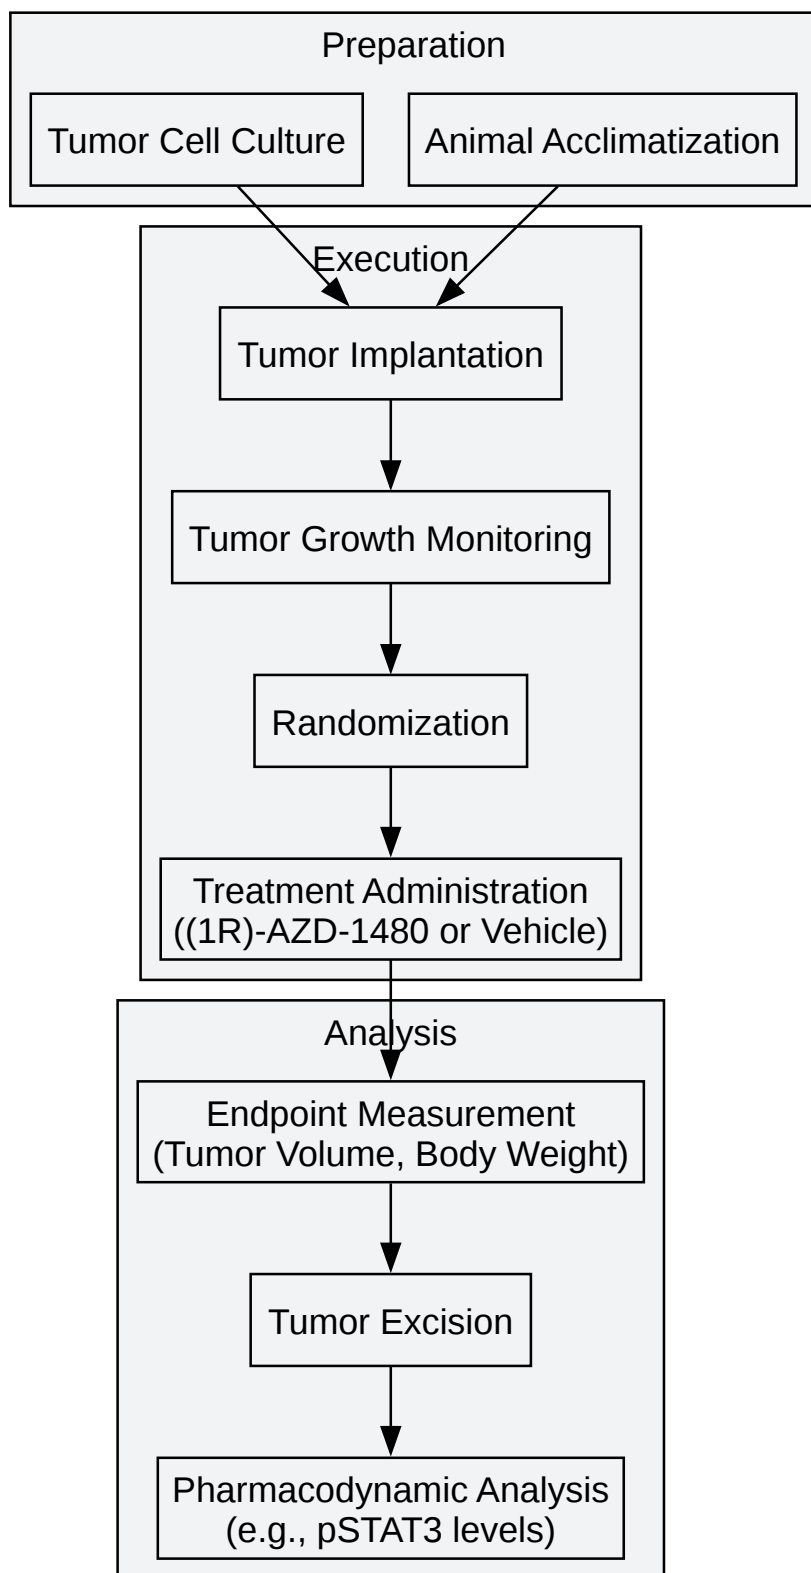 Preparation
Tumor Cell Culture
Animal Acclimatization
Execution
Tumor Implantation
Tumor Growth Monitoring
Randomization
Treatment Administration
((1R)-AZD-1480 or Vehicle)
Analysis
Endpoint Measurement
(Tumor Volume, Body Weight)
Tumor Excision
Pharmacodynamic Analysis
(e.g., pSTAT3 levels)